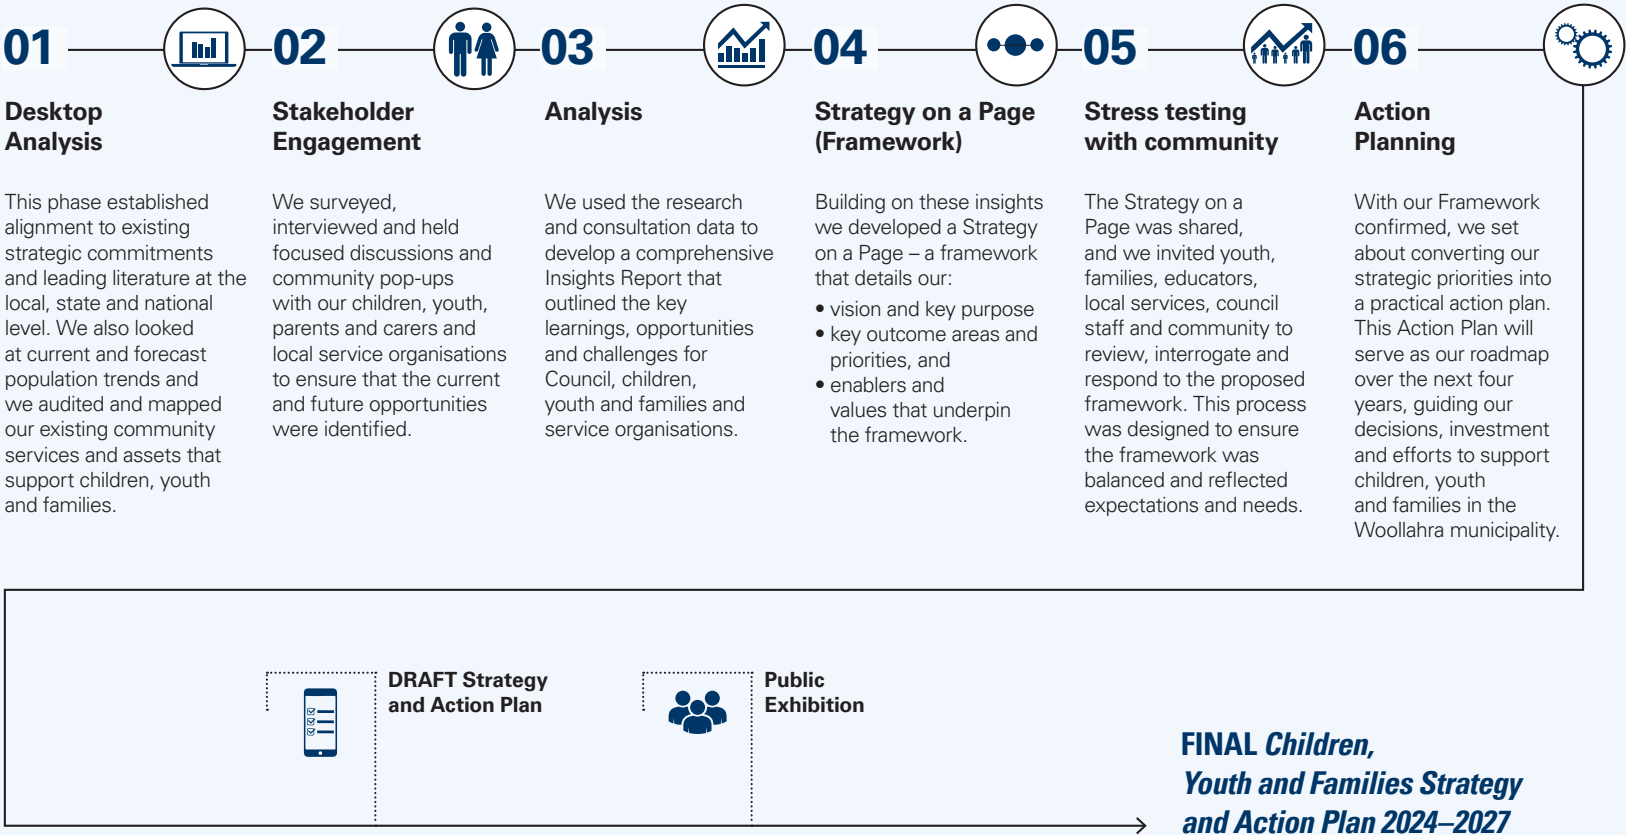 01
Desktop
Analysis
This phase established
alignment to existing
strategic commitments
and leading literature at the
local, state and national
level. We also looked
at current and forecast
population trends and
we audited and mapped
our existing community
services and assets that
support children, youth
and families.
02
Stakeholder
Engagement
We surveyed,
interviewed and held
focused discussions and
community pop-ups
with our children, youth,
parents and carers and
local service organisations
to ensure that the current
and future opportunities
were identified.
03
Analysis
We used the research
and consultation data to
develop a comprehensive
Insights Report that
outlined the key
learnings, opportunities
and challenges for
Council, children,
youth and families and
service organisations.
04
Strategy on a Page
(Framework)
Building on these insights
we developed a Strategy
on a Page – a framework
that details our:
• vision and key purpose
• key outcome areas and
priorities, and
• enablers and
values that underpin
the framework.
05
Stress testing
with community
The Strategy on a
Page was shared,
and we invited youth,
families, educators,
local services, council
staff and community to
review, interrogate and
respond to the proposed
framework. This process
was designed to ensure
the framework was
balanced and reflected
expectations and needs.
06
Action
Planning
With our Framework
confirmed, we set
about converting our
strategic priorities into
a practical action plan.
This Action Plan will
serve as our roadmap
over the next four
years, guiding our
decisions, investment
and efforts to support
children, youth
and families in the
Woollahra municipality.
DRAFT Strategy
and Action Plan
Public
Exhibition
FINAL Children,
Youth and Families Strategy
and Action Plan 2024–2027